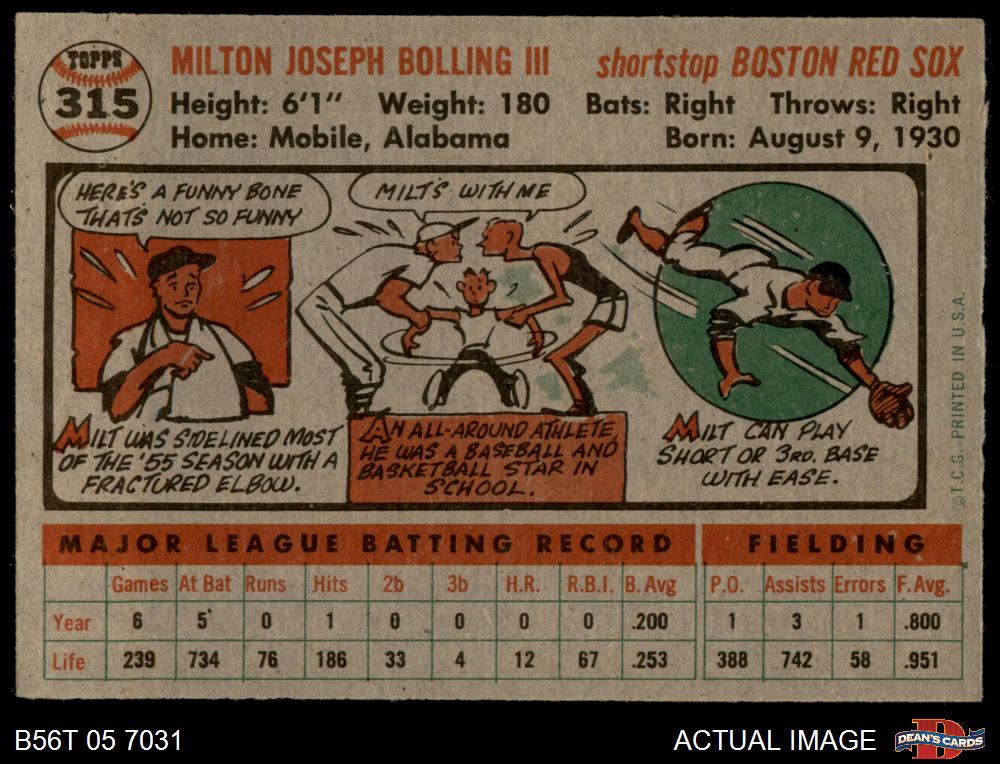 TOPPS
315
MILTON JOSEPH BOLLING III shortstop BOSTON RED SOX
Height: 6'1" Weight: 180 Bats: Right Throws: Right
Home: Mobile, Alabama Born: August 9, 1930
HERE'S A FUNNY BONE
THAT'S NOT SO FUNNY
MILT WAS SIDELINED MOST
OF THE '55 SEASON WITH A
FRACTURED ELBOW.
MILT'S WITH ME
AN ALL-AROUND ATHLETE,
HE WAS A BASEBALL AND
BASKETBALL STAR IN
SCHOOL.
MILT CAN PLAY
SHORT OR 3RD. BASE
WITH EASE.
©T.C.G. PRINTED IN U.S.A.
MAJOR LEAGUE BATTING RECORD FIELDING
Games At Bat Runs Hits 2b 3b H.R. R.B.I. B. Avg P.O. Assists Errors F. Avg.
Year 6 5 0 1 0 0 0 0 .200 1 3 1 .800
Life 239 734 76 186 33 4 12 67 .253 388 742 58 .951
B56T 05 7031 ACTUAL IMAGE DEAN'S CARDS